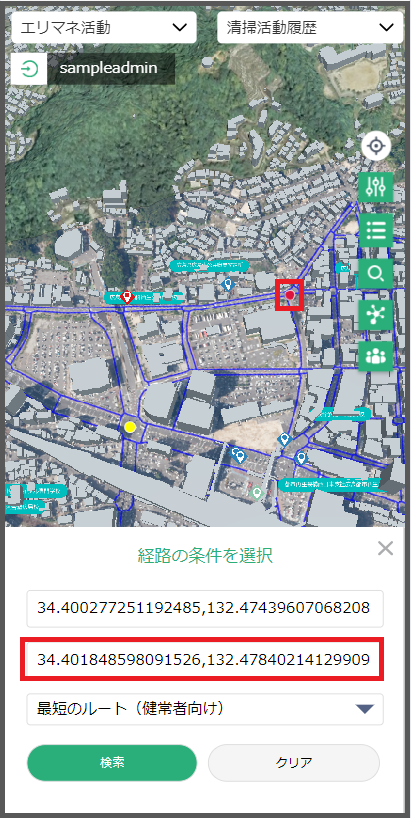 エリマネ活動
清掃活動履歴
sampleadmin
経路の条件を選択
34.400277251192485,132.47439607068208
34.401848598091526,132.47840214129909
最短のルート（健常者向け）
検索
クリア